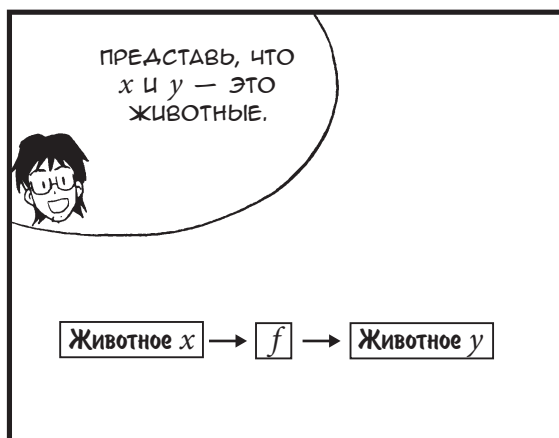 ПРЕДСТАВЬ, ЧТО
x И y — ЭТО
ЖИВОТНЫЕ.
Животное x → f → Животное y